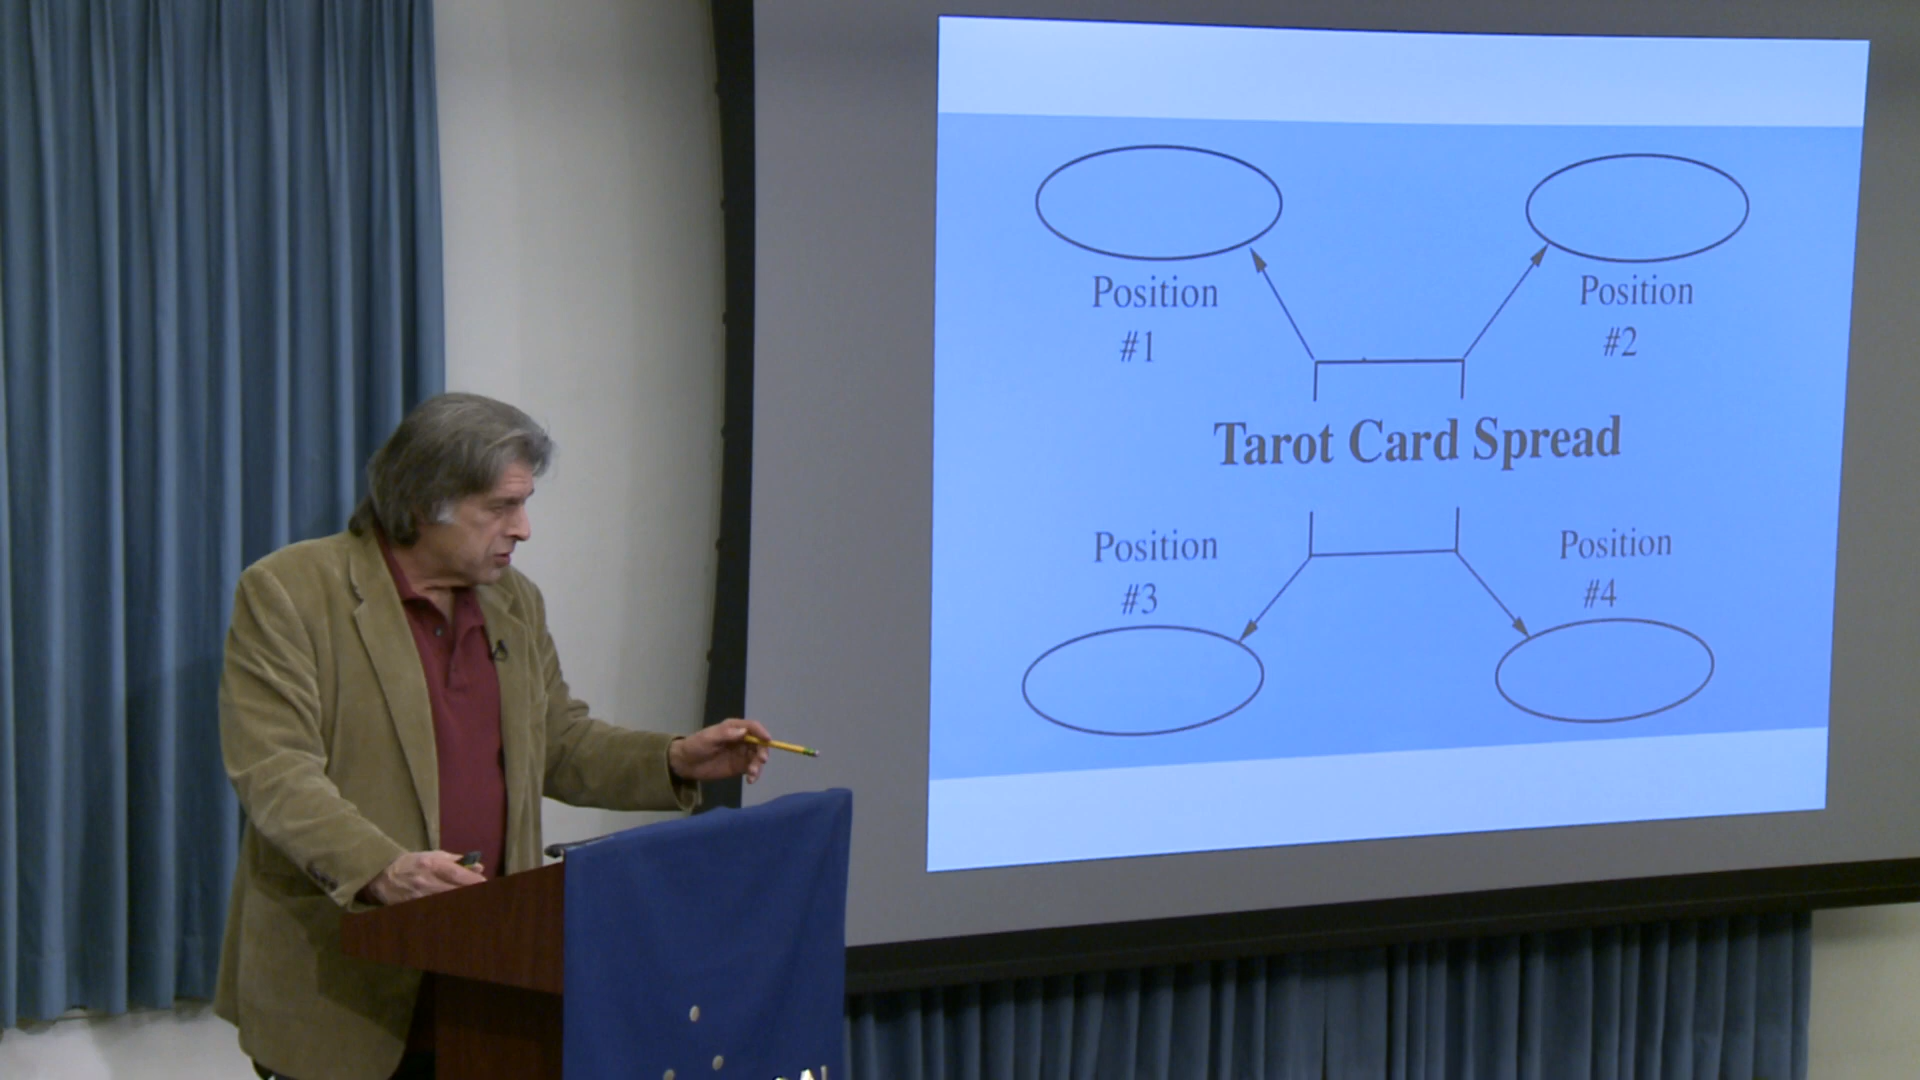 Position
#1
Position
#2
Tarot Card Spread
Position
#3
Position
#4